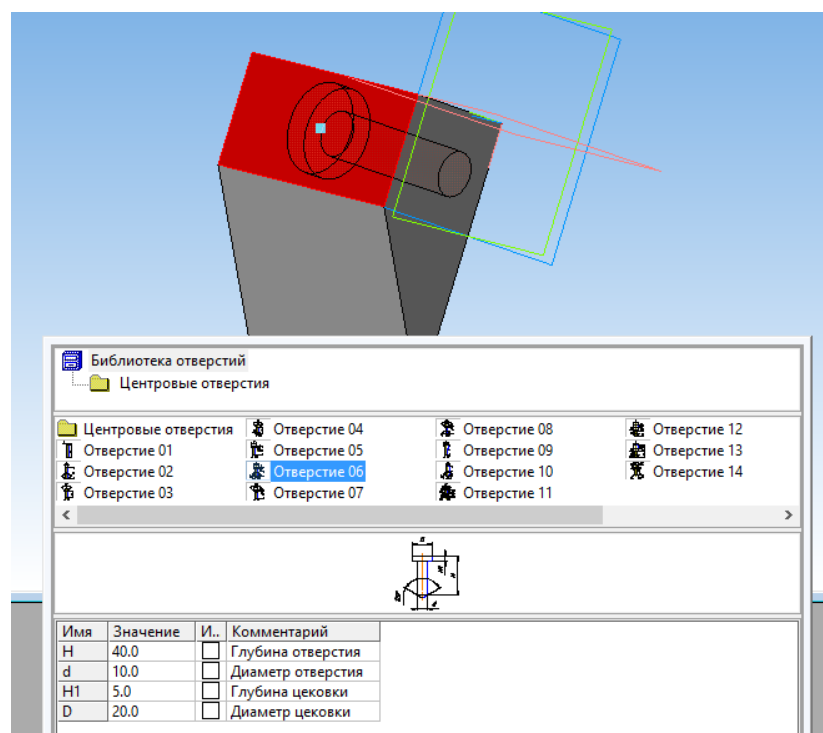 Библиотека отверстий
Центровые отверстия
Центровые отверстия Отверстие 04 Отверстие 08 Отверстие 12
Отверстие 01 Отверстие 05 Отверстие 09 Отверстие 13
Отверстие 02 Отверстие 06 Отверстие 10 Отверстие 14
Отверстие 03 Отверстие 07 Отверстие 11
Имя Значение И.. Комментарий
H 40.0 Глубина отверстия
d 10.0 Диаметр отверстия
H1 5.0 Глубина цековки
D 20.0 Диаметр цековки